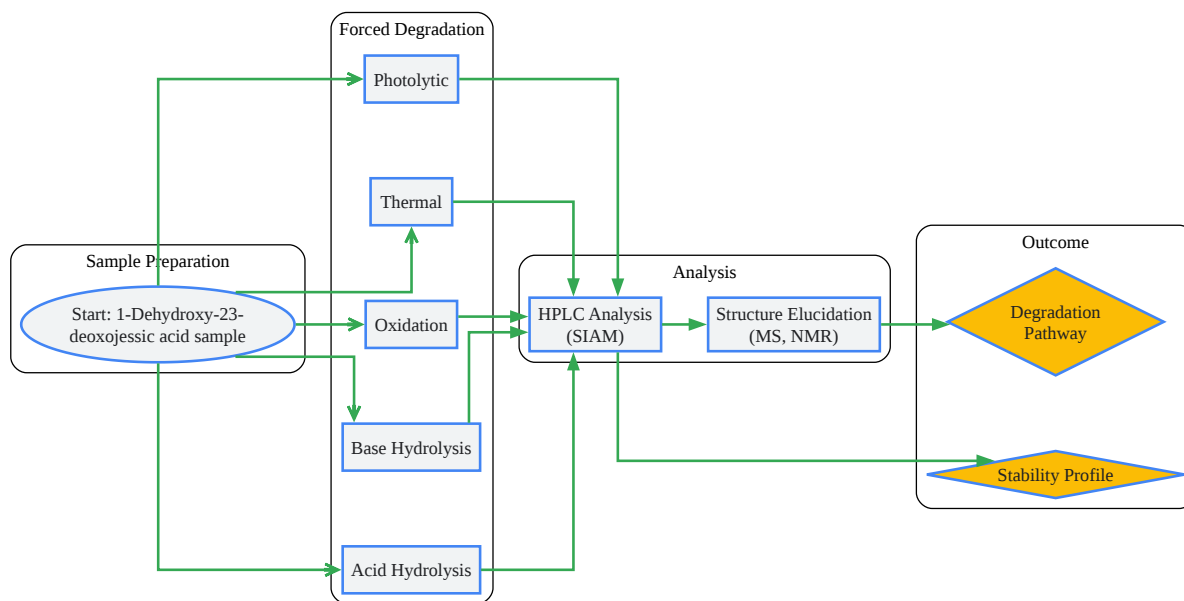 Forced Degradation
Photolytic
Thermal
Sample Preparation
Start: 1-Dehydroxy-23-
deoxojessic acid sample
Oxidation
Base Hydrolysis
Acid Hydrolysis
Analysis
HPLC Analysis
(SIAM)
Structure Elucidation
(MS, NMR)
Outcome
Degradation
Pathway
Stability Profile